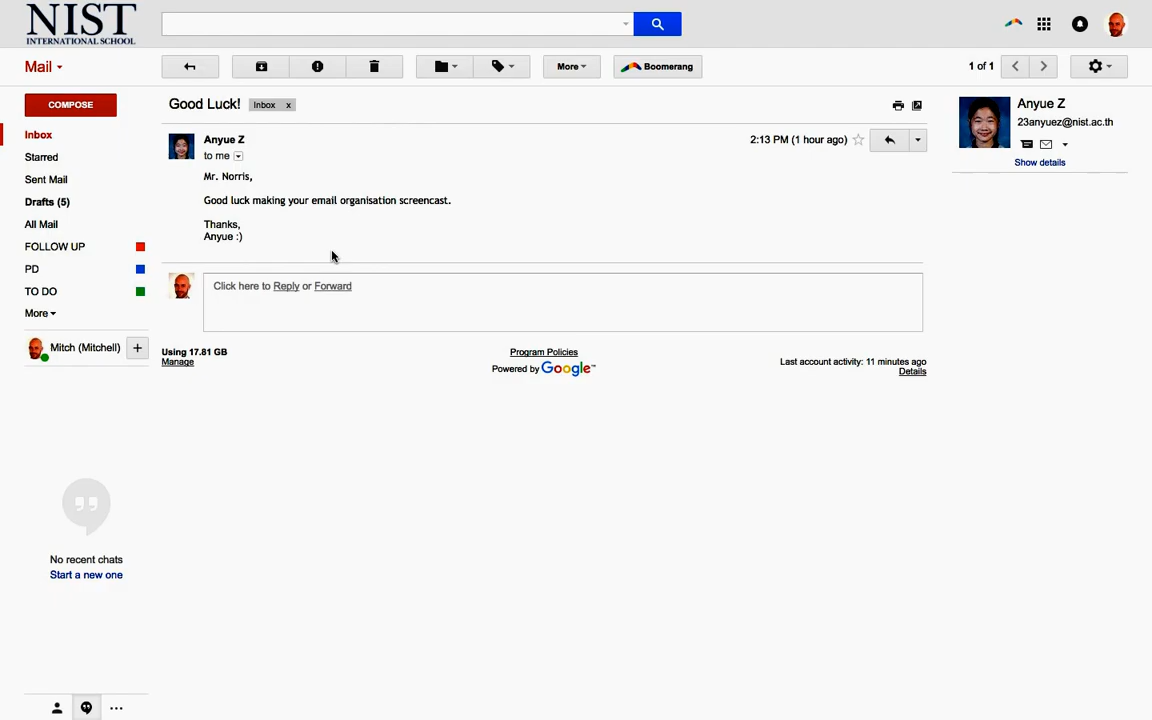 NIST
INTERNATIONAL SCHOOL
Mail
More
Boomerang
1 of 1
COMPOSE
Inbox
Starred
Sent Mail
Drafts (5)
All Mail
FOLLOW UP
PD
TO DO
More
Mitch (Mitchell)
+
No recent chats
Start a new one
Good Luck!
Inbox x
Anyue Z
to me
2:13 PM (1 hour ago)
Mr. Norris,
Good luck making your email organisation screencast.
Thanks,
Anyue :)
Click here to Reply or Forward
Using 17.81 GB
Manage
Program Policies
Powered by Google™
Last account activity: 11 minutes ago
Details
Anyue Z
23anyuez@nist.ac.th
Show details